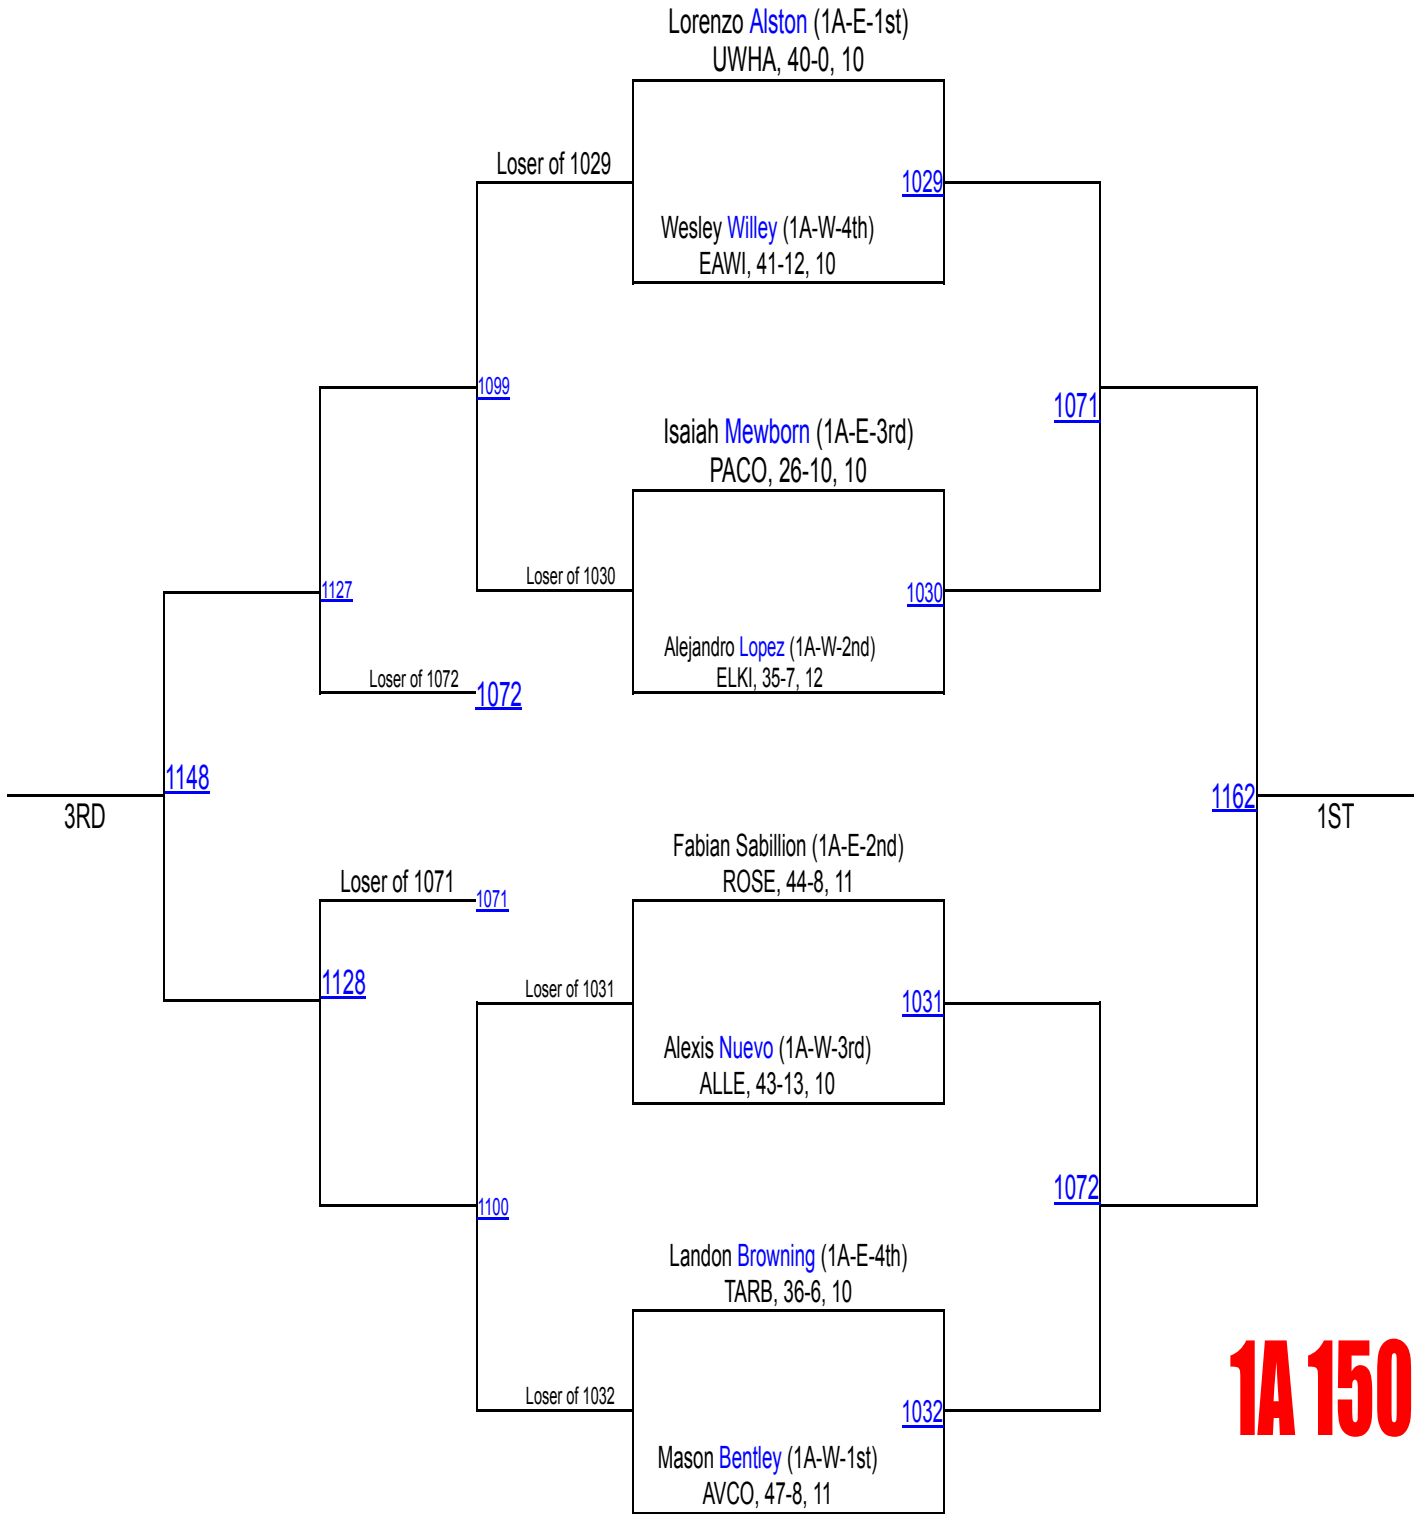 Lorenzo Alston (1A-E-1st)
UWHA, 40-0, 10
Loser of 1029
1029
Wesley Willey (1A-W-4th)
EAWI, 41-12, 10
1099
1071
Isaiah Mewborn (1A-E-3rd)
PACO, 26-10, 10
Loser of 1030
1127
1030
Alejandro Lopez (1A-W-2nd)
ELKI, 35-7, 12
Loser of 1072
1072
1148
3RD
1162
1ST
Fabian Sabillion (1A-E-2nd)
ROSE, 44-8, 11
Loser of 1071
1071
1128
Loser of 1031
1031
Alexis Nuevo (1A-W-3rd)
ALLE, 43-13, 10
1100
1072
Landon Browning (1A-E-4th)
TARB, 36-6, 10
Loser of 1032
1032
Mason Bentley (1A-W-1st)
AVCO, 47-8, 11
1A 150